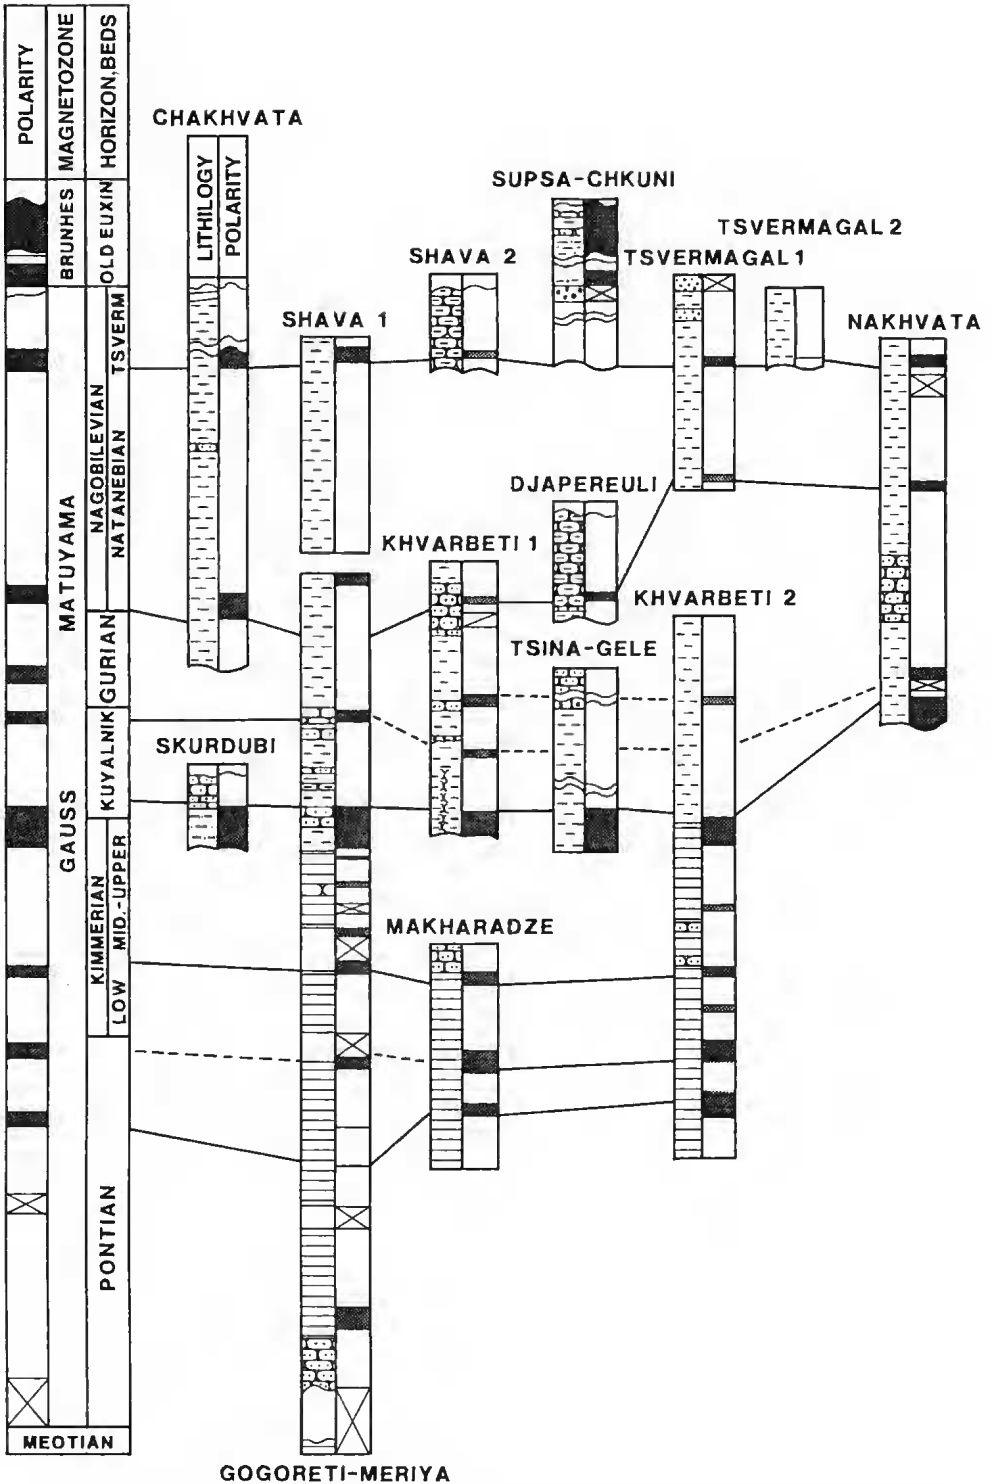 POLARITY
MAGNETOZONE
HORIZON, BEDS
BRUNHES
OLD EUXIN
MATUYAMA
GAUSS
NAGOBILEVIAN
TSVERM
NATANEBIAN
GURIAN
KUYALNIK
KIMMERIAN
MID.-UPPER
LOW
PONTIAN
MEOTIAN
CHAKHVATA
LITHILOGY
POLARITY
SHAVA 1
SHAVA 2
SUPSA-CHKUNI
TSVERMAGAL 1
TSVERMAGAL 2
NAKHVATA
DJAPEREULI
KHVARBETI 1
KHVARBETI 2
TSINA-GELE
SKURDUBI
MAKHARADZE
GOGORETI-MERIYA